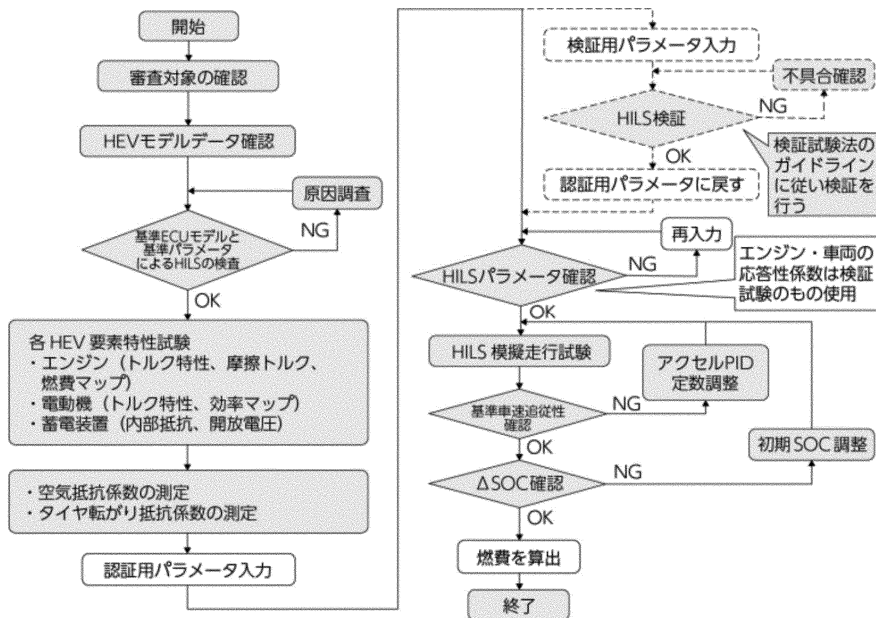 開始
審査対象の確認
HEVモデルデータ確認
原因調査
NG
基準ECUモデルと
基準パラメータ
によるHILSの検査
OK
各HEV要素特性試験
・エンジン（トルク特性、摩擦トルク、
燃費マップ）
・電動機（トルク特性、効率マップ）
・蓄電装置（内部抵抗、開放電圧）
・空気抵抗係数の測定
・タイヤ転がり抵抗係数の測定
認証用パラメータ入力
検証用パラメータ入力
不具合確認
NG
HILS検証
OK
検証試験法の
ガイドライン
に従い検証を
行う
認証用パラメータに戻す
再入力
NG
HILSパラメータ確認
エンジン・車両の
応答性係数は検証
試験のもの使用
OK
HILS模擬走行試験
アクセルPID
定数調整
NG
基準車速追従性
確認
OK
初期SOC調整
NG
ΔSOC確認
OK
燃費を算出
終了